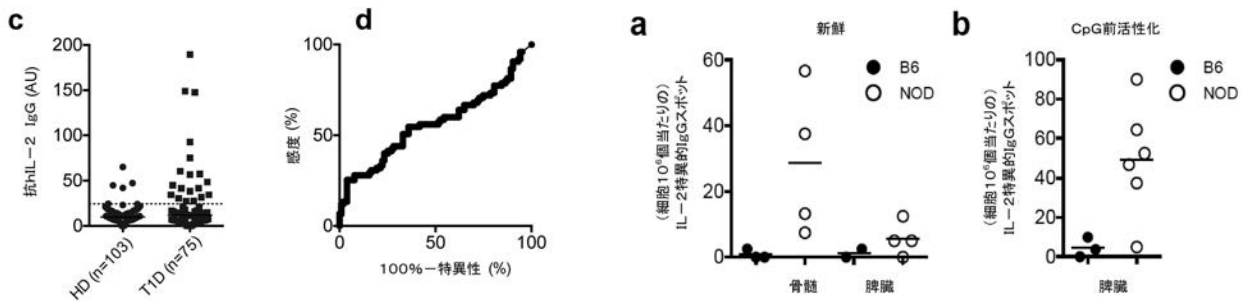 c
200
150
100
50
0
抗hIL-2 IgG (AU)
HD (n=103)
T1D (n=75)
d
100
50
0
感度 (%)
0
50
100
100%-特異性 (%)
a
新鮮
60
40
20
0
(細胞10⁶個当たりの)
IL-2特異的IgGスポット
B6
NOD
骨髄
脾臓
b
CpG前活性化
100
80
60
40
20
0
(細胞10⁶個当たりの)
IL-2特異的IgGスポット
B6
NOD
脾臓